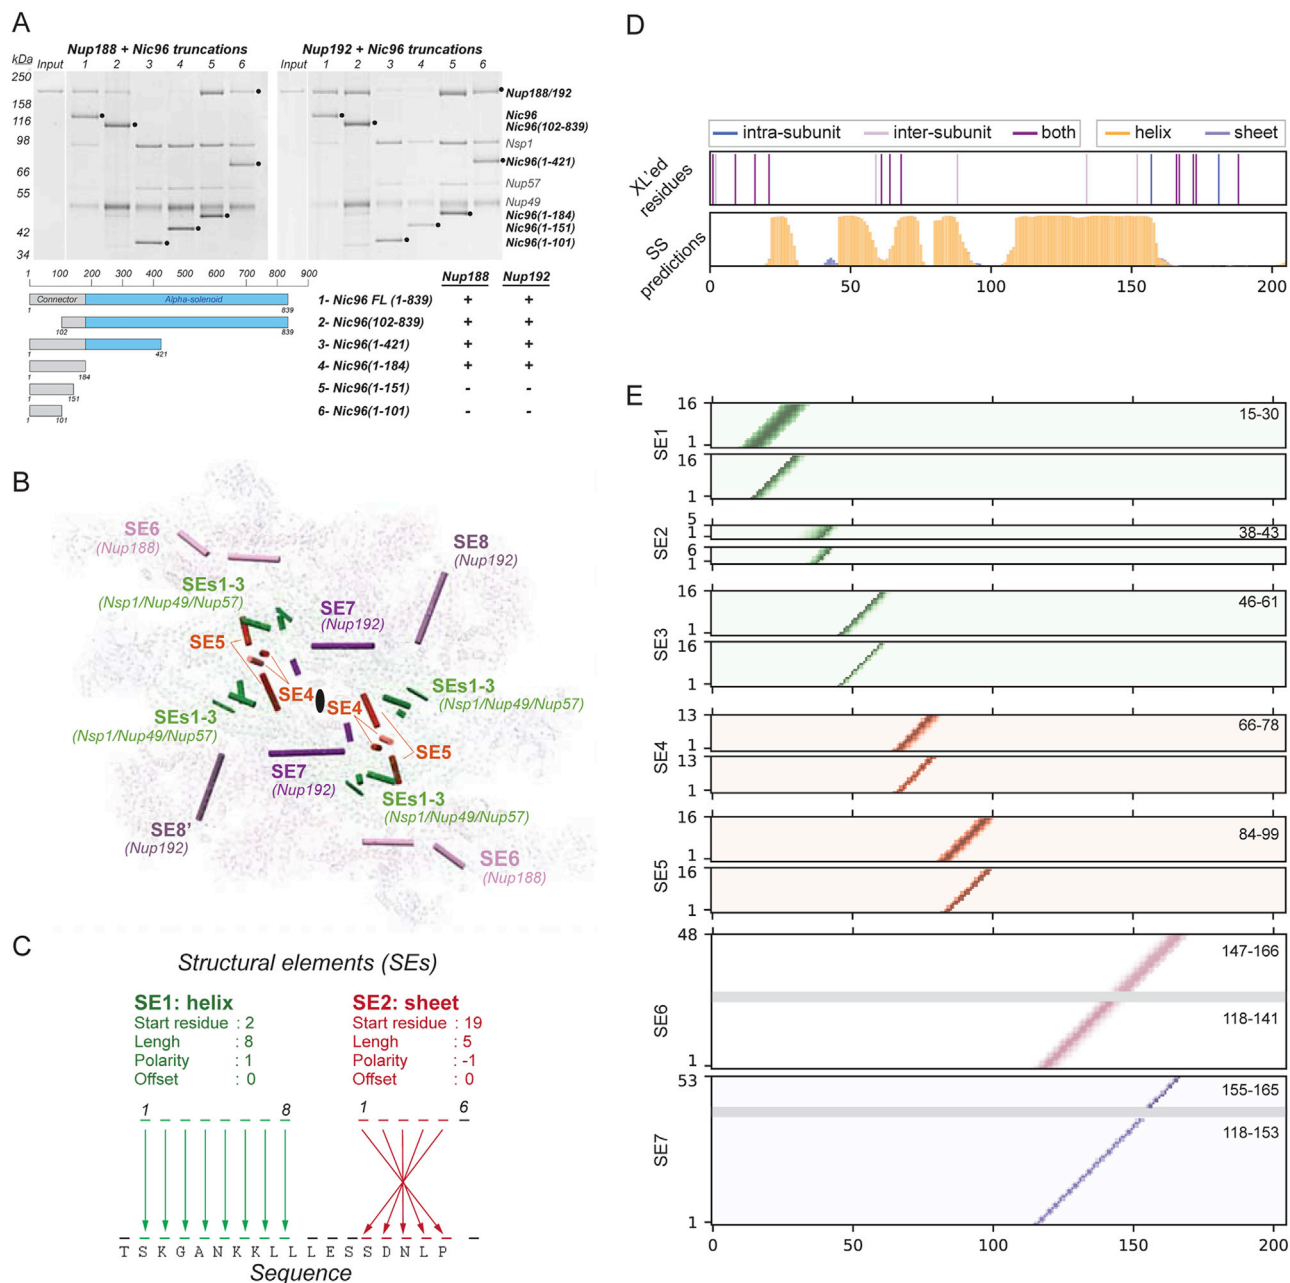 A
Nup188 + Nic96 truncations
Nup192 + Nic96 truncations
kDa Input 1 2 3 4 5 6
Input 1 2 3 4 5 6
250
158
116
98
66
55
42
34
Nup188/192
Nic96
Nic96(102-839)
Nsp1
Nic96(1-421)
Nup57
Nup49
Nic96(1-184)
Nic96(1-151)
Nic96(1-101)
1 100 200 300 400 500 600 700 800 900
Nup188 Nup192
Connector Alpha-solenoid
1 839
1- Nic96 FL (1-839) + +
102 839
2- Nic96(102-839) + +
1 421
3- Nic96(1-421) + +
1 184
4- Nic96(1-184) + +
1 151
5- Nic96(1-151) - -
1 101
6- Nic96(1-101) - -
B
SE6
(Nup188)
SE8
(Nup192)
SEs1-3
(Nsp1/Nup49/Nup57)
SE7
(Nup192)
SE5
SE4
SE4
SEs1-3
(Nsp1/Nup49/Nup57)
SEs1-3
(Nsp1/Nup49/Nup57)
SE5
SE7
(Nup192)
SEs1-3
(Nsp1/Nup49/Nup57)
SE8'
(Nup192)
SE6
(Nup188)
C
Structural elements (SEs)
SE1: helix
Start residue : 2
Lengh : 8
Polarity : 1
Offset : 0
SE2: sheet
Start residue : 19
Lengh : 5
Polarity : -1
Offset : 0
1 8
1 6
T S K G A N K K L L L E S S D N L P
Sequence
D
intra-subunit inter-subunit both helix sheet
XL'ed
residues
SS
predictions
0 50 100 150 200
E
SE1
16
1
15-30
16
1
SE2
5
1
38-43
6
1
SE3
16
1
46-61
16
1
SE4
13
1
66-78
13
1
SE5
16
1
84-99
16
1
SE6
48
1
147-166
118-141
SE7
53
1
155-165
118-153
0 50 100 150 200